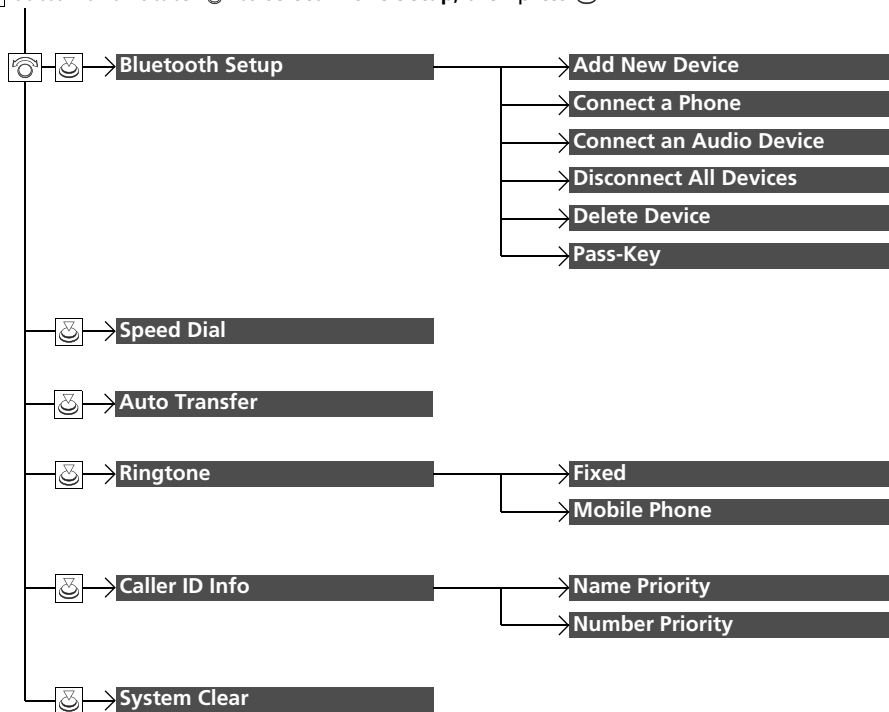 Bluetooth Setup
Add New Device
Connect a Phone
Connect an Audio Device
Disconnect All Devices
Delete Device
Pass-Key
Speed Dial
Auto Transfer
Ringtone
Fixed
Mobile Phone
Caller ID Info
Name Priority
Number Priority
System Clear